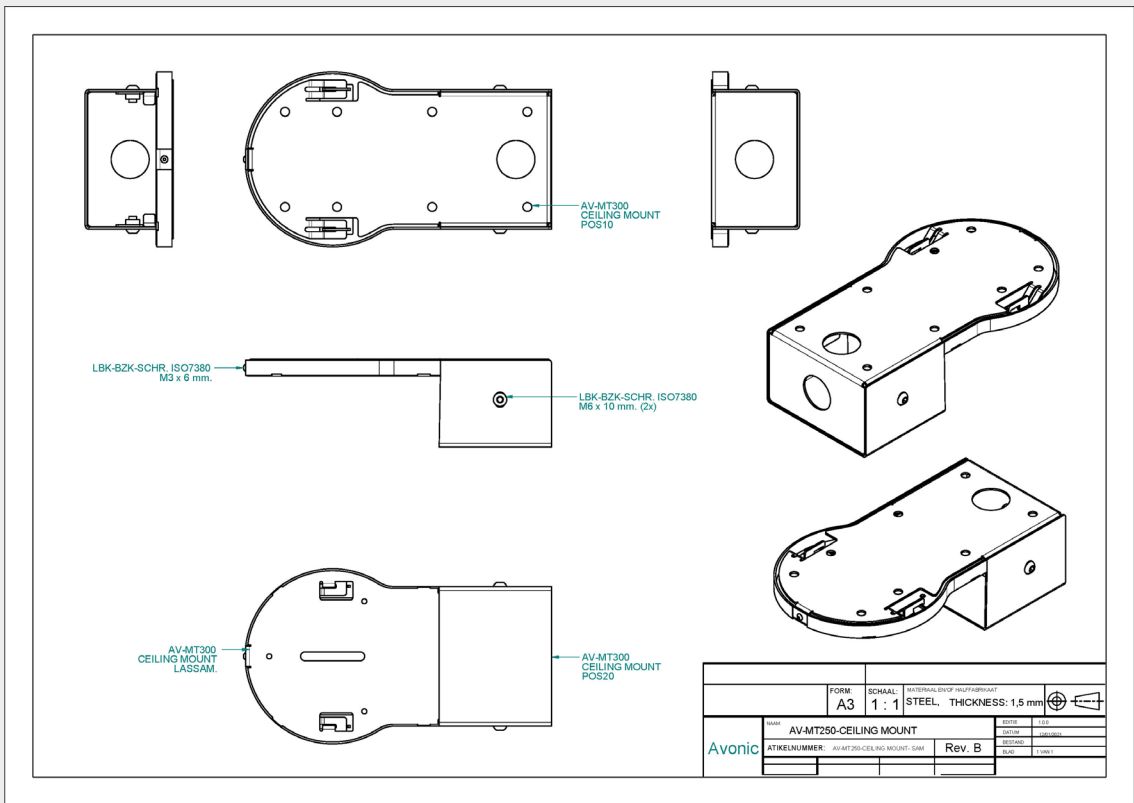 AV-MT300
CEILING MOUNT
POS10
LBK-BZK-SCHR. ISO7380
M3 x 6 mm.
LBK-BZK-SCHR. ISO7380
M6 x 10 mm. (2x)
AV-MT300
CEILING MOUNT
LASSAM.
AV-MT300
CEILING MOUNT
POS20
FORM:
A3
SCHAAL:
1 : 1
MATERIAAL EN/OF HALFFABRIKAAT
STEEL, THICKNESS: 1,5 mm
Avonic
NAAM
AV-MT250-CEILING MOUNT
ATIKELNUMMER: AV-MT250-CEILING MOUNT- SAM
Rev. B
EDITIE 1.0.0
DATUM
BESTAND
BLAD 1 VAN 1